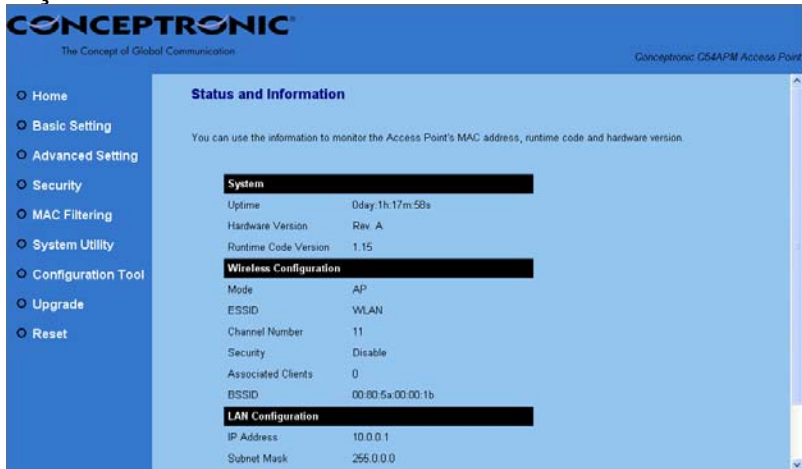 CONCEPTRONIC
The Concept of Global Communication
Conceptronic C54APM Access Point
Home
Basic Setting
Advanced Setting
Security
MAC Filtering
System Utility
Configuration Tool
Upgrade
Reset
Status and Information
You can use the information to monitor the Access Point's MAC address, runtime code and hardware version.
System
Uptime 0day:1h:17m:58s
Hardware Version Rev. A
Runtime Code Version 1.15
Wireless Configuration
Mode AP
ESSID WLAN
Channel Number 11
Security Disable
Associated Clients 0
BSSID 00:80:5a:00:00:1b
LAN Configuration
IP Address 10.0.0.1
Subnet Mask 255.0.0.0